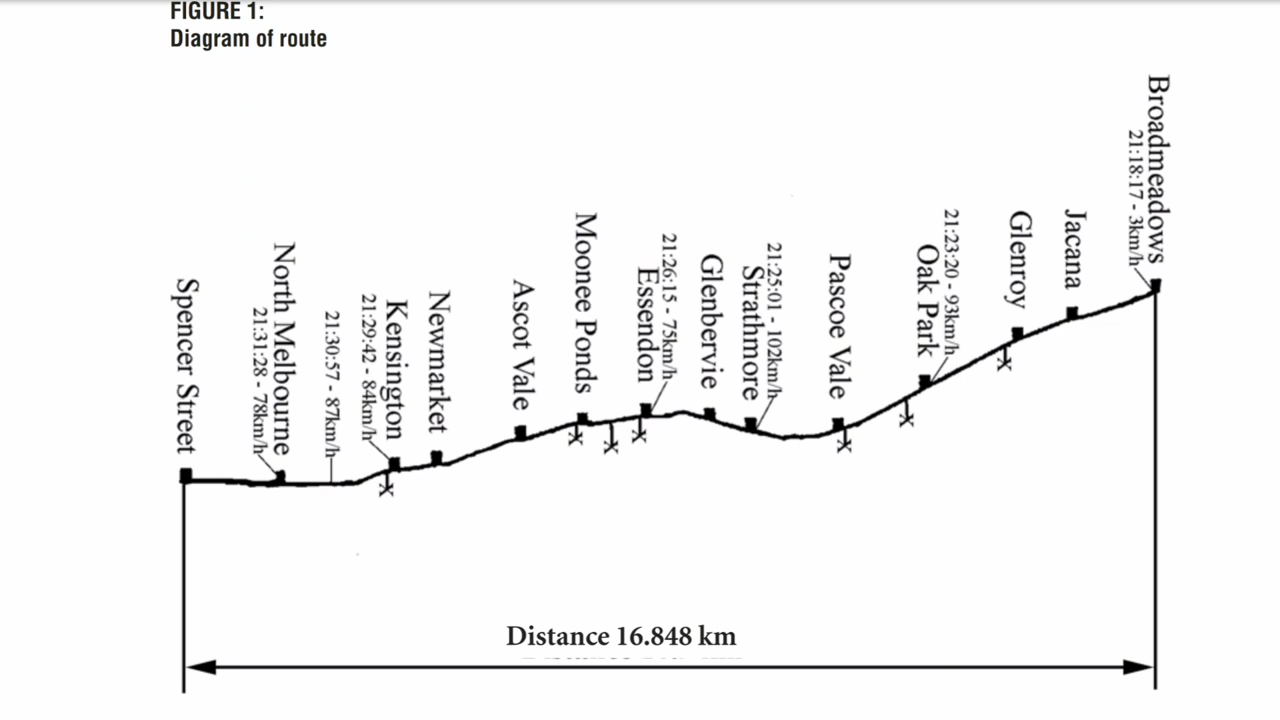 FIGURE 1:
Diagram of route
Spencer Street
North Melbourne
21:31:28 - 78km/h
21:30:57 - 87km/h
Kensington
21:29:42 - 84km/h
Newmarket
Ascot Vale
Moonee Ponds
21:26:15 - 75km/h
Essendon
Glenbervie
21:25:01 - 102km/h
Strathmore
Pascoe Vale
21:23:20 - 93km/h
Oak Park
Glenroy
Jacana
Broadmeadows
21:18:17 - 3km/h
X
X
X
X
X
X
X
Distance 16.848 km